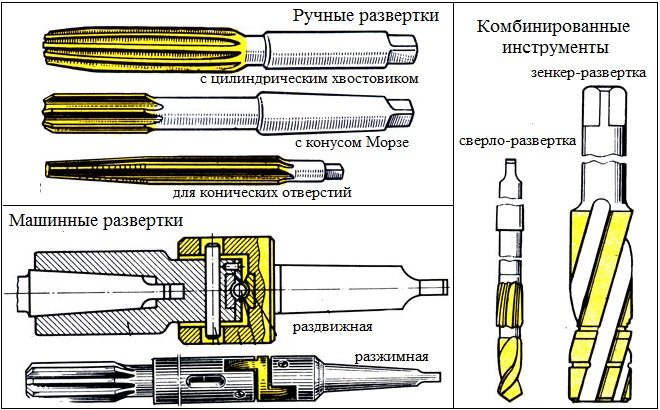 Ручные развертки
с цилиндрическим хвостовиком
с конусом Морзе
для конических отверстий
Машинные развертки
раздвижная
разжимная
Комбинированные
инструменты
зенкер-развертка
сверло-развертка